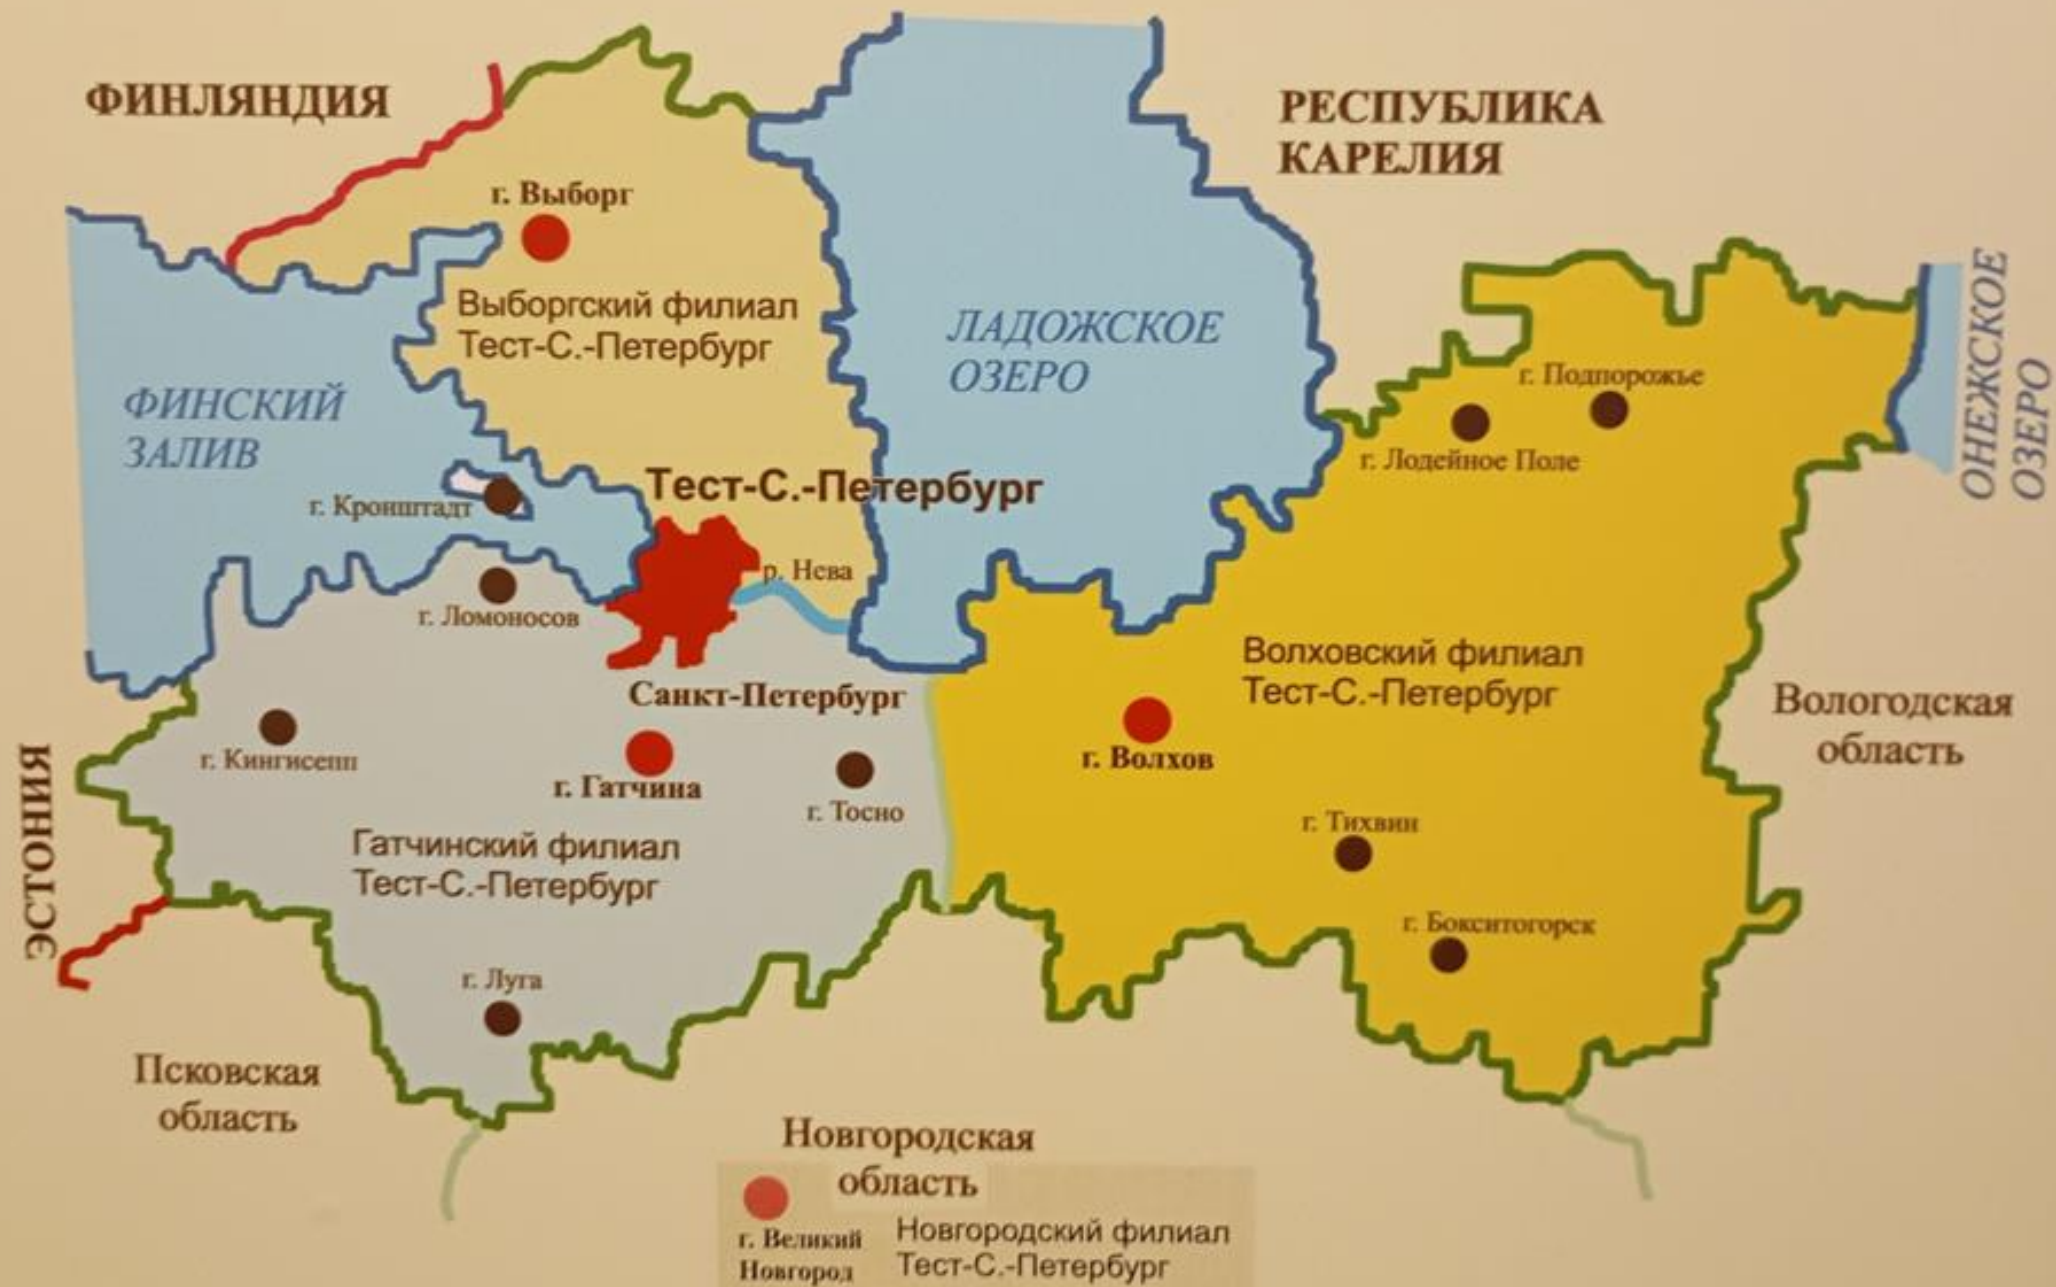 ФИНЛЯНДИЯ
РЕСПУБЛИКА
КАРЕЛИЯ
г. Выборг
Выборгский филиал
Тест-С.-Петербург
ЛАДОЖСКОЕ
ОЗЕРО
ОНЕЖСКОЕ
ОЗЕРО
ФИНСКИЙ
ЗАЛИВ
г. Подпорожье
г. Лодейное Поле
Тест-С.-Петербург
г. Кронштадт
р. Нева
г. Ломоносов
Санкт-Петербург
Волховский филиал
Тест-С.-Петербург
Вологодская
область
г. Кингисепп
г. Гатчина
г. Тосно
г. Волхов
ЭСТОНИЯ
Гатчинский филиал
Тест-С.-Петербург
г. Тихвин
г. Бокситогорск
г. Луга
Псковская
область
Новгородская
область
г. Великий
Новгород
Новгородский филиал
Тест-С.-Петербург